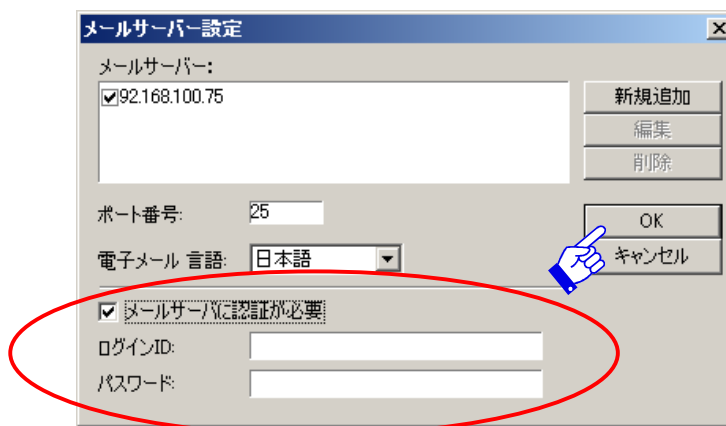 メールサーバー設定
メールサーバー:
92.168.100.75
新規追加
編集
削除
ポート番号:
25
OK
電子メール 言語:
日本語
キャンセル
メールサーバに認証が必要
ログインID:
パスワード: